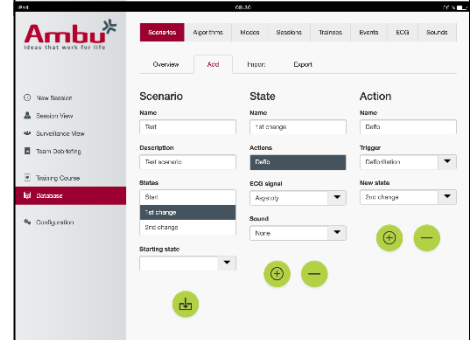 iPad
08:30
Ambu
Ideas that work for life
Scenarios
Algorithms
Modes
Sessions
Trainees
Events
ECG
Sounds
Overview
Add
Import
Export
New Session
Session View
Surveillance View
Team Debriefing
Training Course
Database
Configuration
Scenario
Name
Test
Description
Test scenario
States
Start
1st change
2nd change
Starting state
State
Name
1st change
Actions
Defib
ECG signal
Asystoly
Sound
None
Action
Name
Defib
Trigger
Defibrillation
New state
2nd change